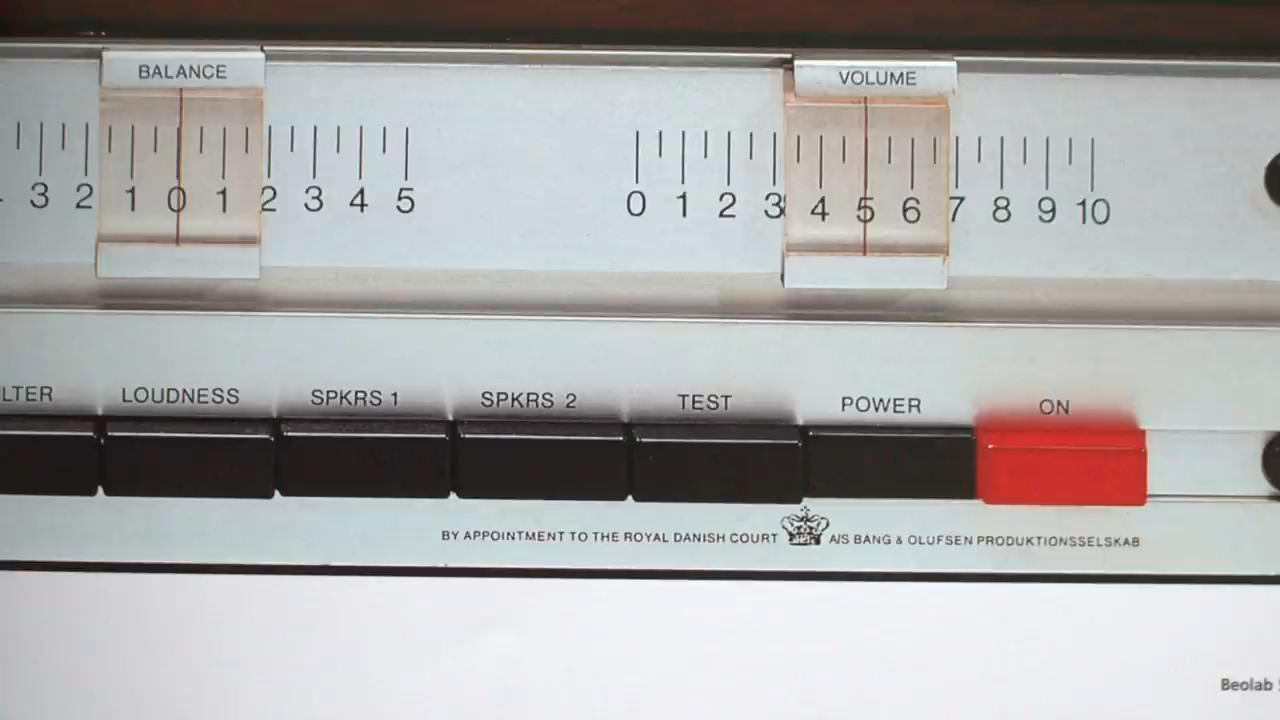 BALANCE
VOLUME
3 2 1 0 1 2 3 4 5
0 1 2 3 4 5 6 7 8 9 10
LTER LOUDNESS SPKRS 1 SPKRS 2 TEST POWER ON
BY APPOINTMENT TO THE ROYAL DANISH COURT A/S BANG & OLUFSEN PRODUKTIONSSELSKAB
Beolab